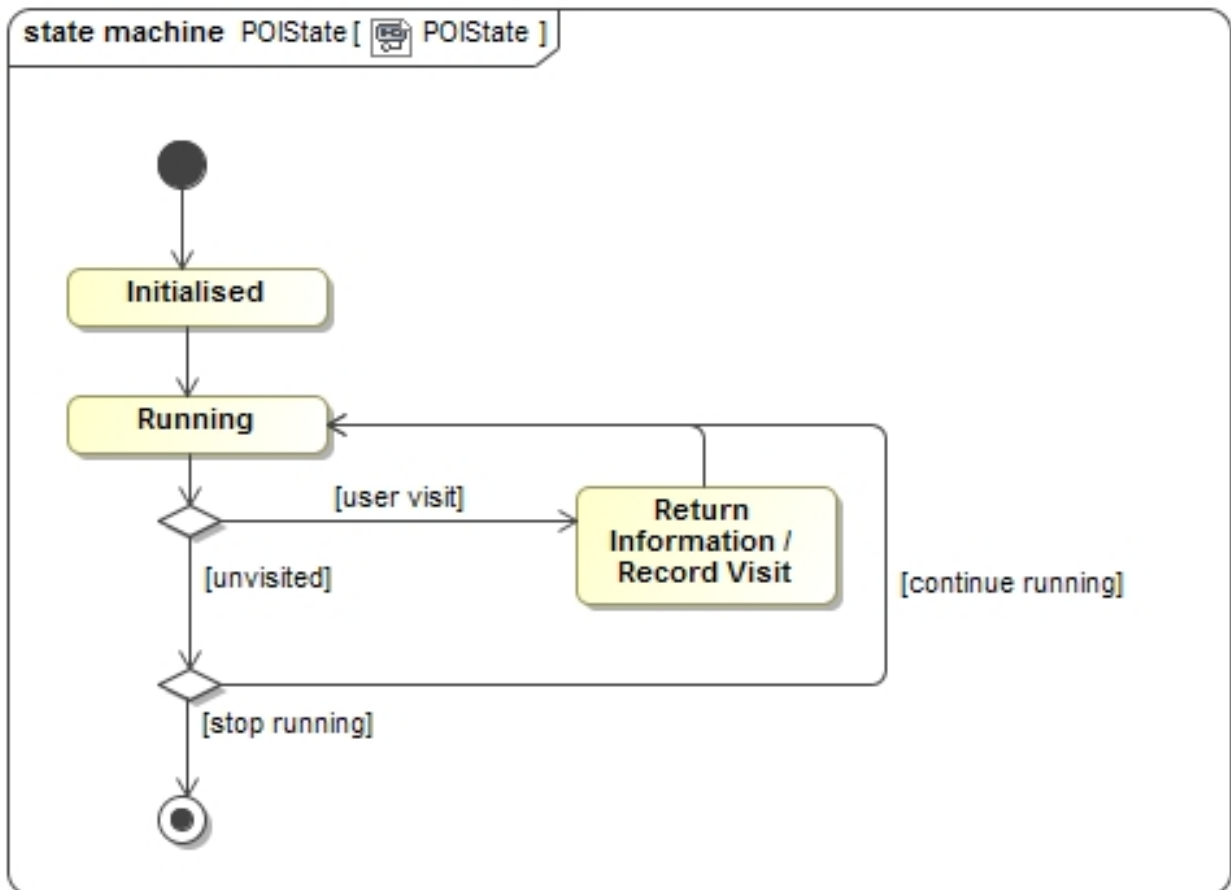 state machine POIState [ POIState ]
Initialised
Running
[user visit]
Return
Information /
Record Visit
[unvisited]
[continue running]
[stop running]